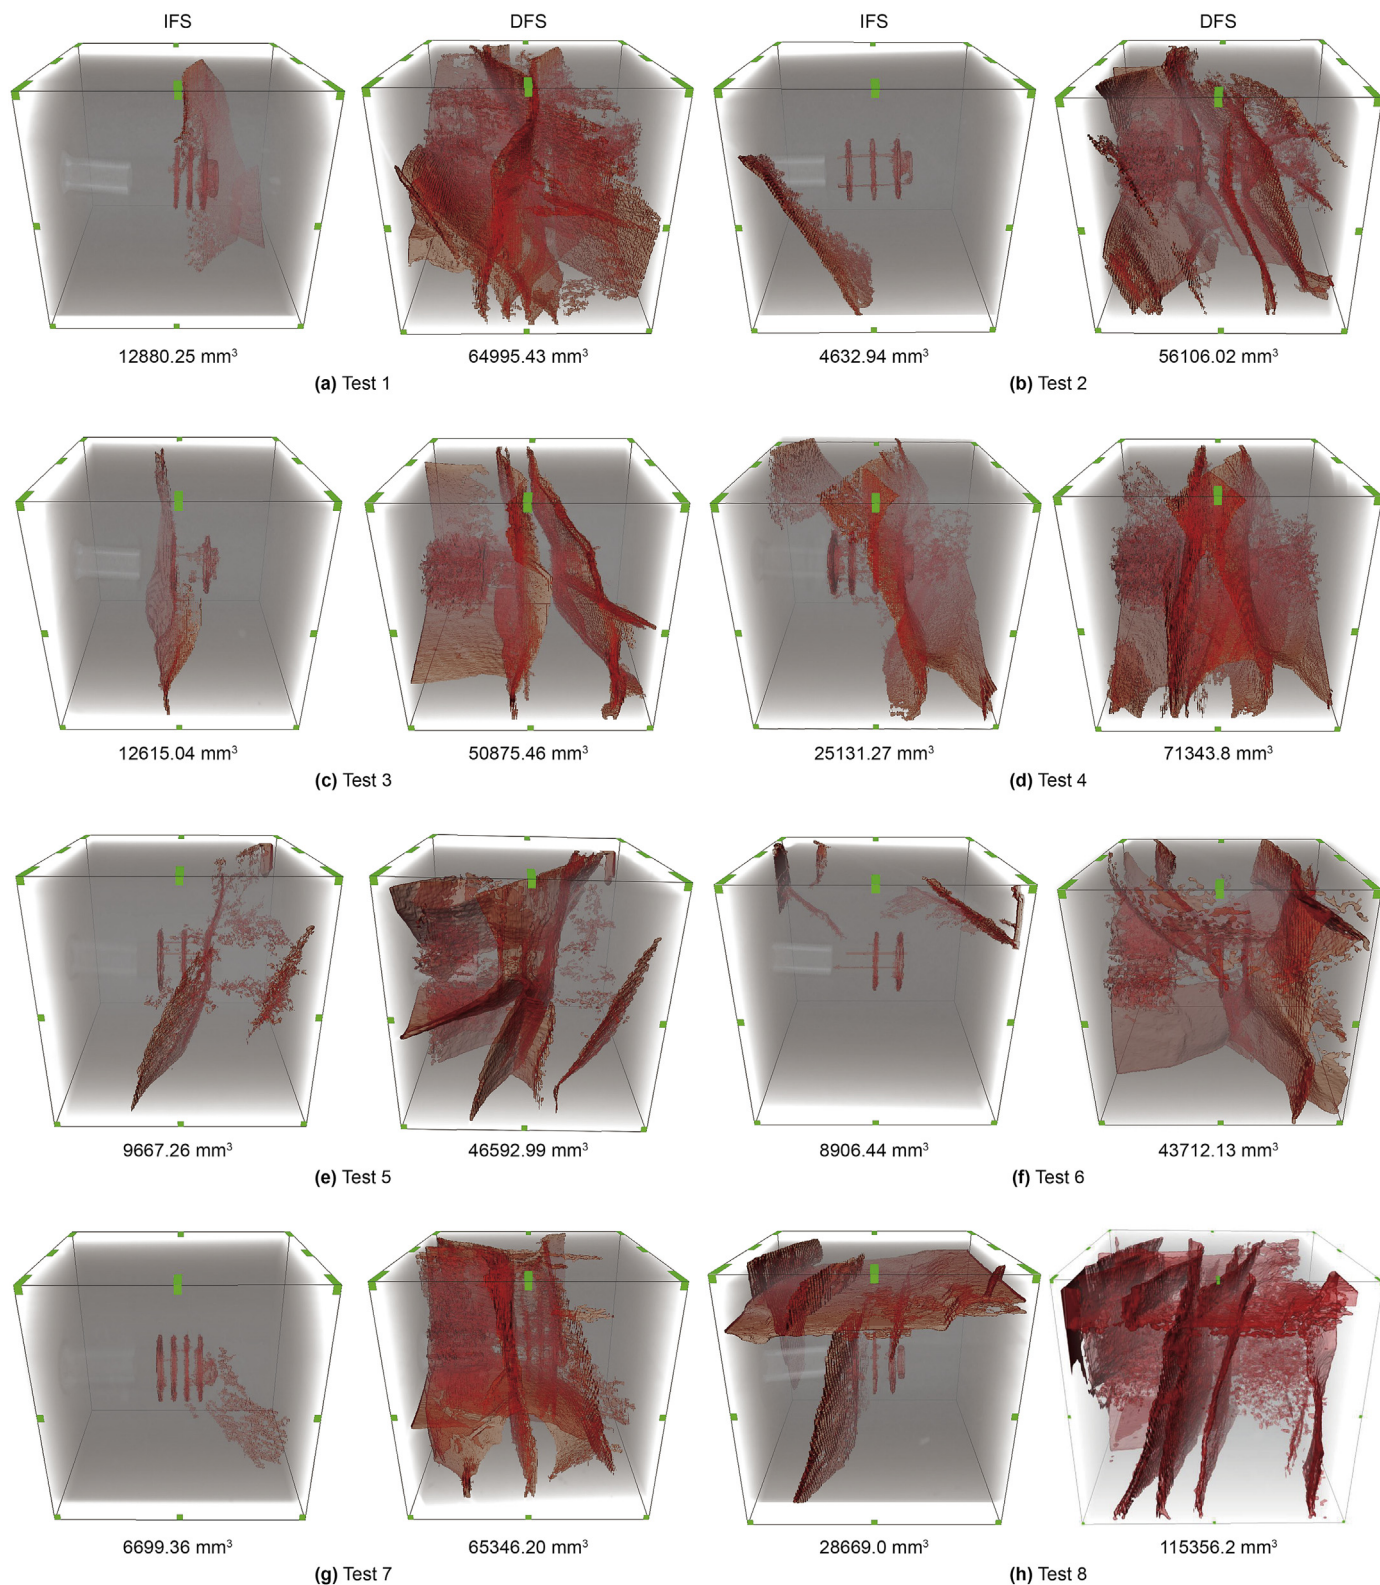 IFS DFS IFS DFS
12880.25 mm³ 64995.43 mm³ 4632.94 mm³ 56106.02 mm³
(a) Test 1 (b) Test 2
12615.04 mm³ 50875.46 mm³ 25131.27 mm³ 71343.8 mm³
(c) Test 3 (d) Test 4
9667.26 mm³ 46592.99 mm³ 8906.44 mm³ 43712.13 mm³
(e) Test 5 (f) Test 6
6699.36 mm³ 65346.20 mm³ 28669.0 mm³ 115356.2 mm³
(g) Test 7 (h) Test 8